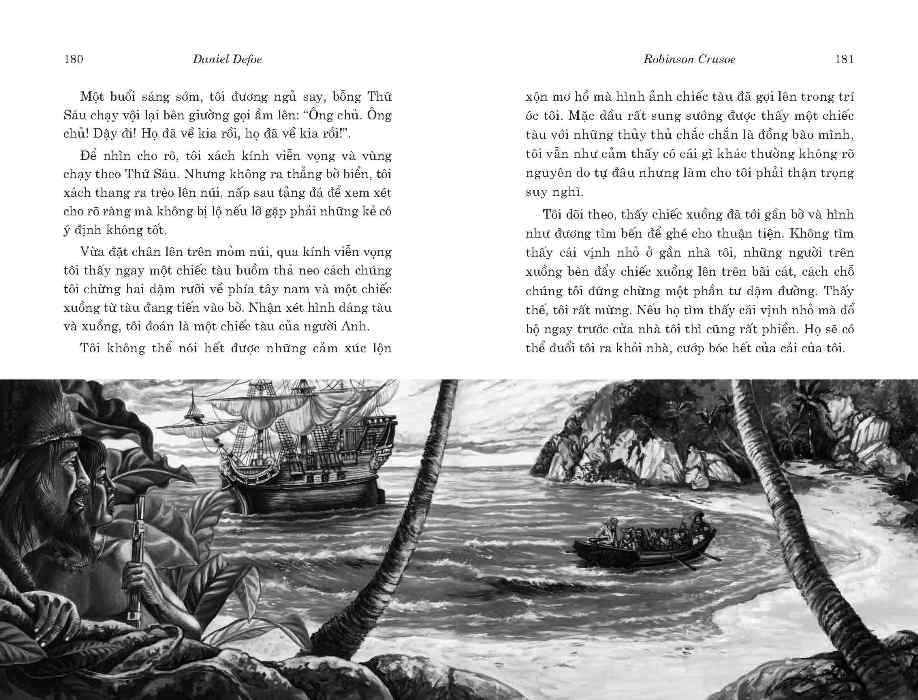 180
Daniel Defoe
Một buổi sáng sớm, tôi đương ngủ say, bỗng Thứ
Sáu chạy vội lại bên giường gọi ầm lên: “Ông chủ. Ông
chủ! Dậy đi! Họ đã về kia rồi, họ đã về kia rồi!”.
Để nhìn cho rõ, tôi xách kính viễn vọng và vùng
chạy theo Thứ Sáu. Nhưng không ra thẳng bờ biển, tôi
xách thang ra trèo lên núi, nấp sau tảng đá để xem xét
cho rõ ràng mà không bị lộ nếu lỡ gặp phải những kẻ có
ý định không tốt.
Vừa đặt chân lên trên mỏm núi, qua kính viễn vọng
tôi thấy ngay một chiếc tàu buồm thả neo cách chúng
tôi chừng hai dặm rưỡi về phía tây nam và một chiếc
xuồng từ tàu đang tiến vào bờ. Nhận xét hình dáng tàu
và xuồng, tôi đoán là một chiếc tàu của người Anh.
Tôi không thể nói hết được những cảm xúc lộn
Robinson Crusoe
181
xộn mơ hồ mà hình ảnh chiếc tàu đã gợi lên trong trí
óc tôi. Mặc dầu rất sung sướng được thấy một chiếc
tàu với những thủy thủ chắc chắn là đồng bào mình,
tôi vẫn như cảm thấy có cái gì khác thường không rõ
nguyên do tự đâu nhưng làm cho tôi phải thận trọng
suy nghĩ.
Tôi dõi theo, thấy chiếc xuồng đã tới gần bờ và hình
như đương tìm bến để ghé cho thuận tiện. Không tìm
thấy cái vịnh nhỏ ở gần nhà tôi, những người trên
xuồng bèn đẩy chiếc xuồng lên trên bãi cát, cách chỗ
chúng tôi đứng chừng một phần tư dặm đường. Thấy
thế, tôi rất mừng. Nếu họ tìm thấy cái vịnh nhỏ mà đổ
bộ ngay trước cửa nhà tôi thì cũng rất phiền. Họ sẽ có
thể đuổi tôi ra khỏi nhà, cướp bóc hết của cải của tôi.